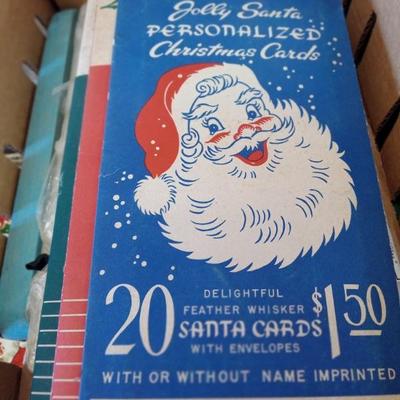 Jolly Santa
PERSONALIZED
Christmas Cards
20 DELIGHTFUL
FEATHER WHISKER
SANTA CARDS
WITH ENVELOPES
$1.50
WITH OR WITHOUT NAME IMPRINTED